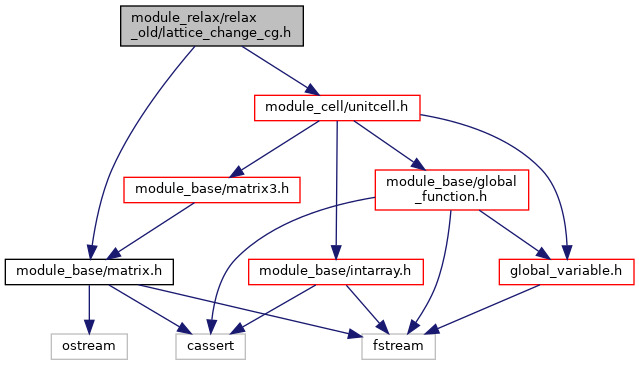 module_relax/relax
_old/lattice_change_cg.h
module_cell/unitcell.h
module_base/matrix3.h
module_base/global
_function.h
module_base/matrix.h
module_base/intarray.h
global_variable.h
ostream
cassert
fstream